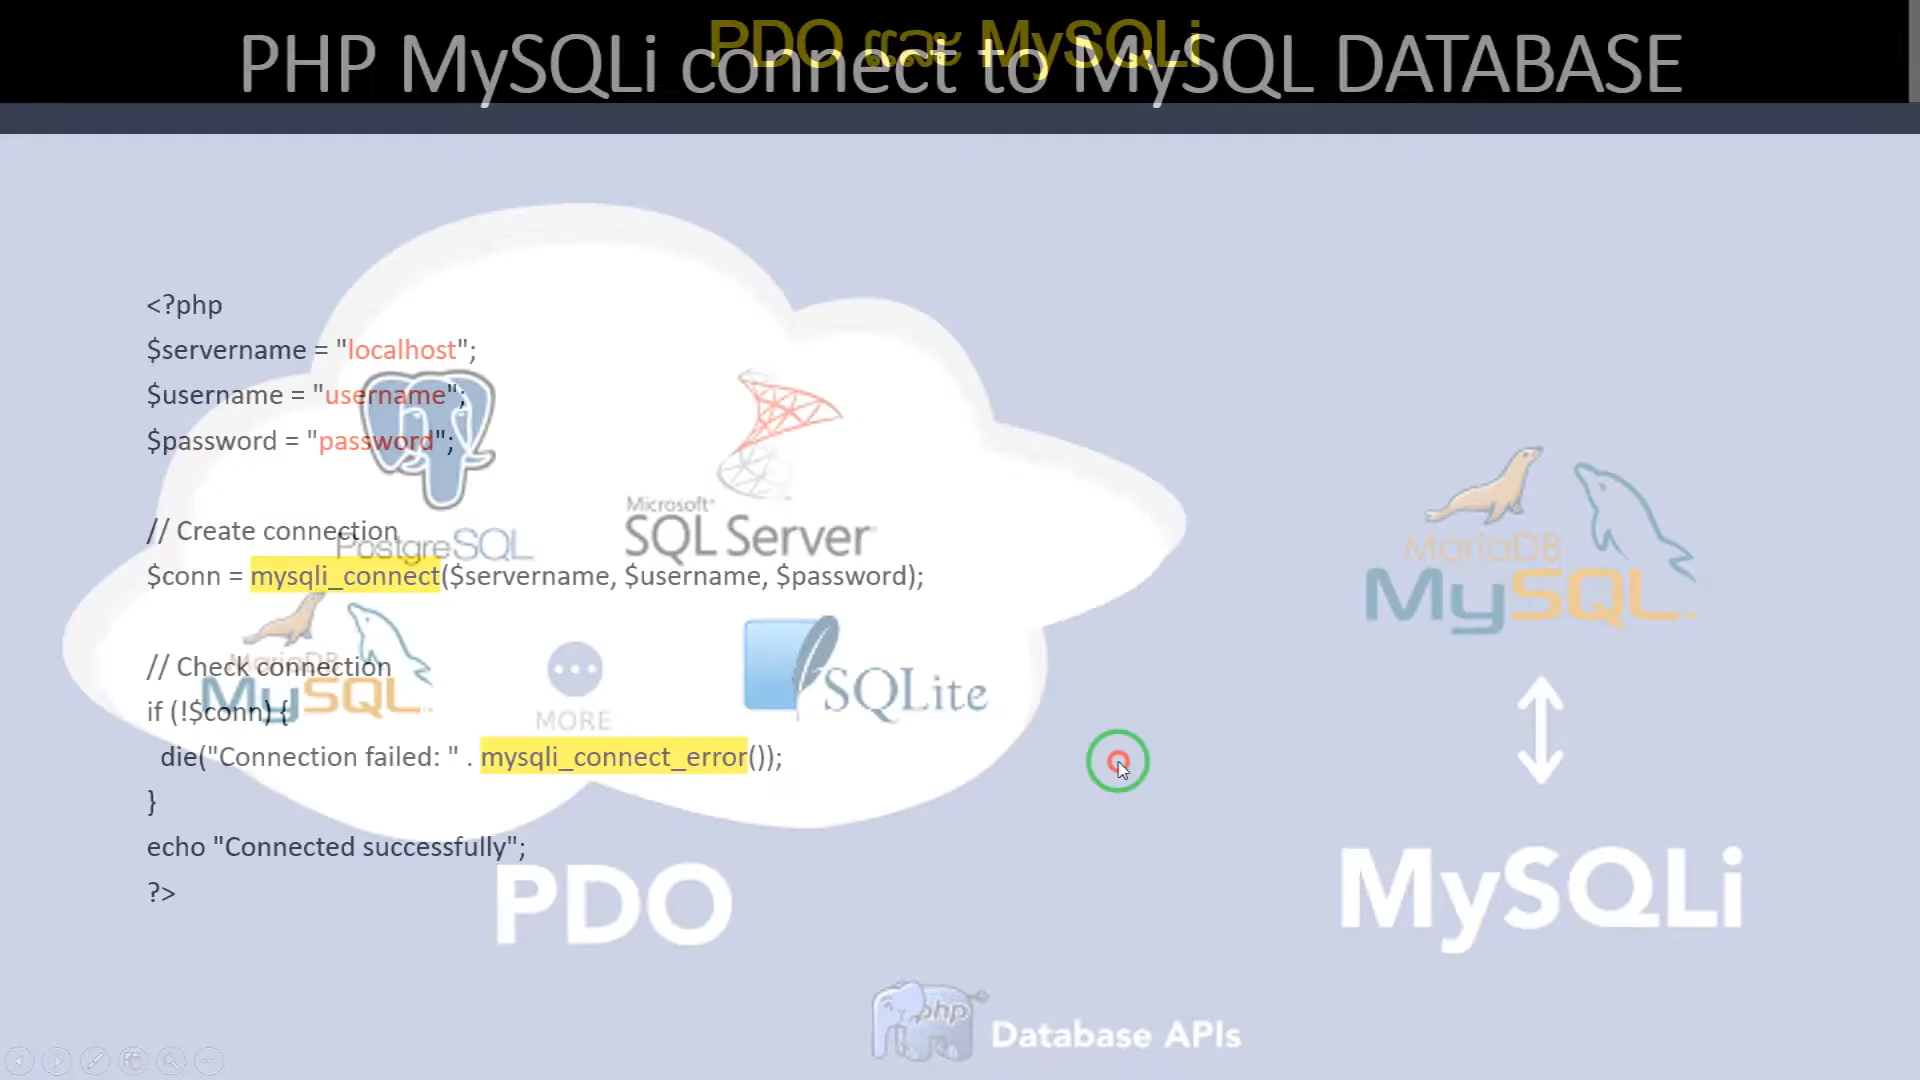 PDO และ MySQLi
PHP MySQLi connect to MySQL DATABASE
<?php
$servername = "localhost";
$username = "username";
$password = "password";
// Create connection
$conn = mysqli_connect($servername, $username, $password);
// Check connection
if (!$conn) {
die("Connection failed: " . mysqli_connect_error());
}
echo "Connected successfully";
?>
PostgreSQL
Microsoft
SQL Server
MariaDB
MySQL
MORE
SQLite
PDO
MariaDB
MySQL
MySQLi
php
Database APIs